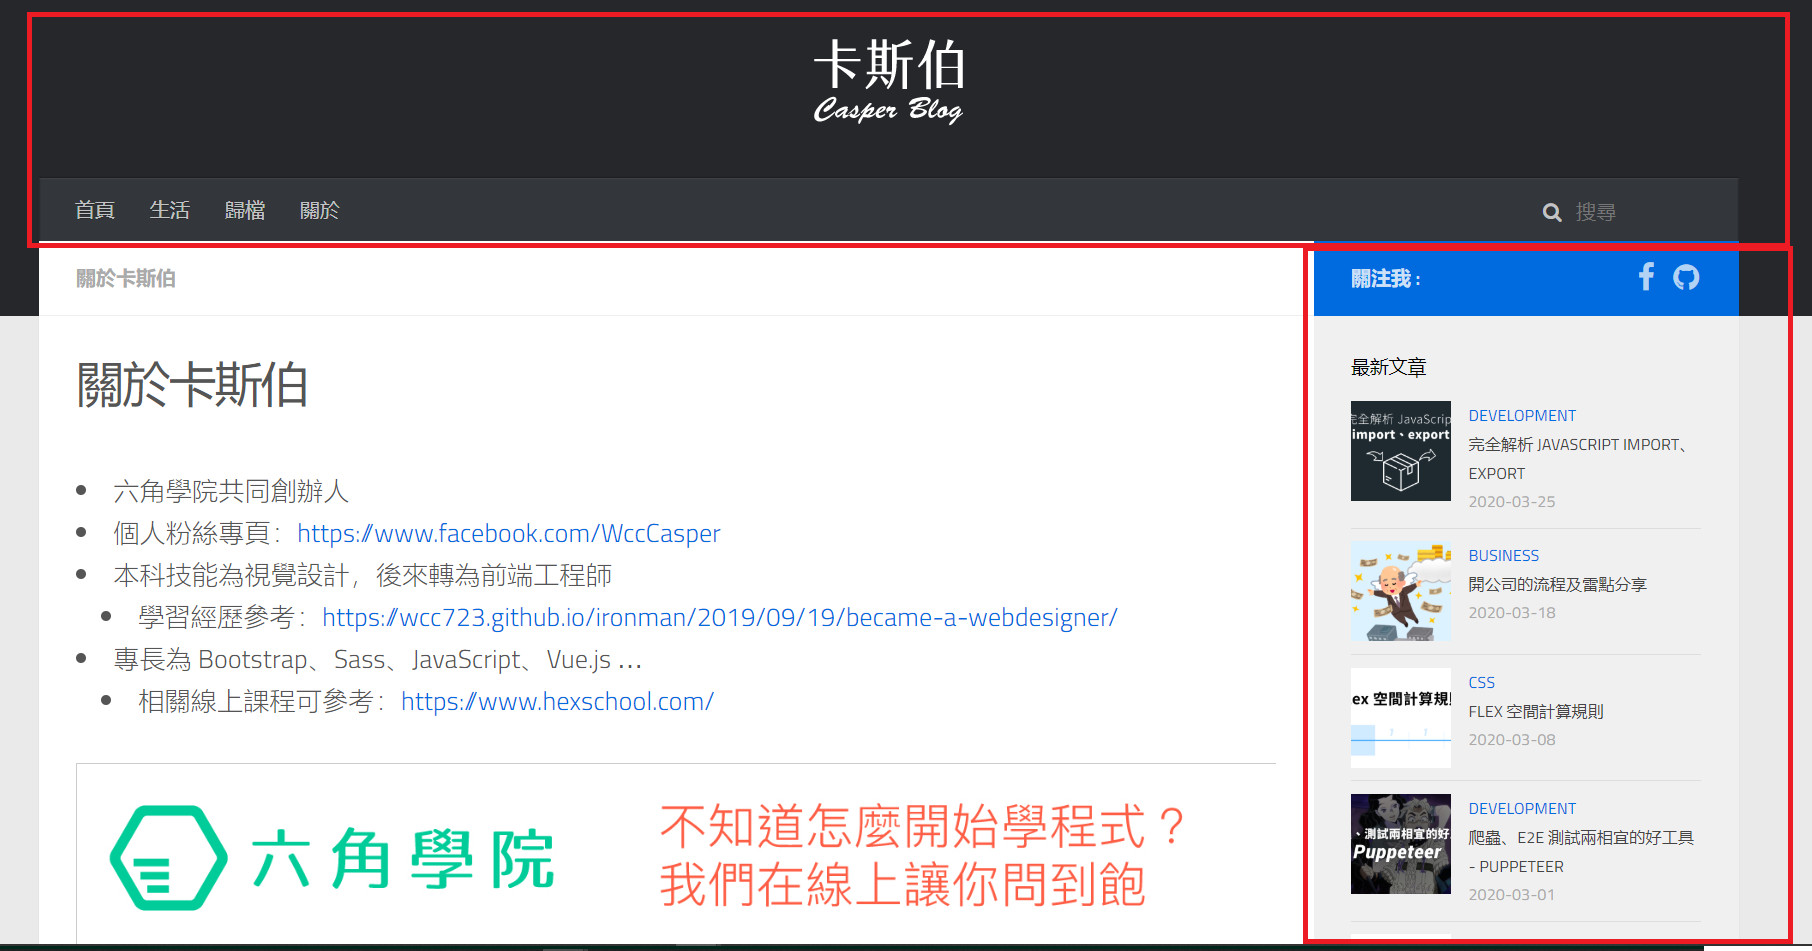 卡斯伯
Casper Blog
首頁 生活 歸檔 關於 搜尋
關於卡斯伯
關於卡斯伯
六角學院共同創辦人
個人粉絲專頁：https://www.facebook.com/WccCasper
本科技能為視覺設計，後來轉為前端工程師
學習經歷參考：https://wcc723.github.io/ironman/2019/09/19/became-a-webdesigner/
專長為 Bootstrap、Sass、JavaScript、Vue.js …
相關線上課程可參考：https://www.hexschool.com/
六角學院
不知道怎麼開始學程式？
我們在線上讓你問到飽
關注我：
最新文章
完全解析 JavaScrip
import、export
DEVELOPMENT
完全解析 JAVASCRIPT IMPORT、
EXPORT
2020-03-25
BUSINESS
開公司的流程及雷點分享
2020-03-18
ex 空間計算規
CSS
FLEX 空間計算規則
2020-03-08
、測試兩相宜的好
Puppeteer
DEVELOPMENT
爬蟲、E2E 測試兩相宜的好工具
- PUPPETEER
2020-03-01